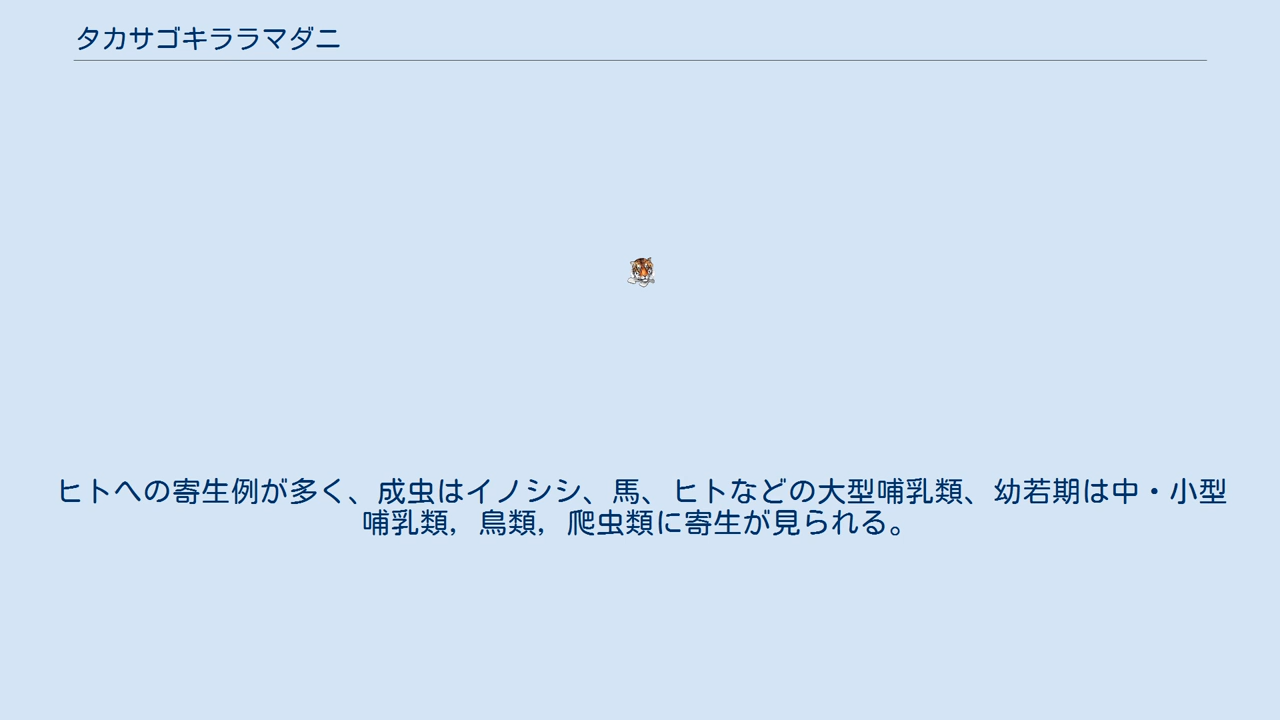 タカサゴキララマダニ
ヒトへの寄生例が多く、成虫はイノシシ、馬、ヒトなどの大型哺乳類、幼若期は中・小型
哺乳類，鳥類，爬虫類に寄生が見られる。